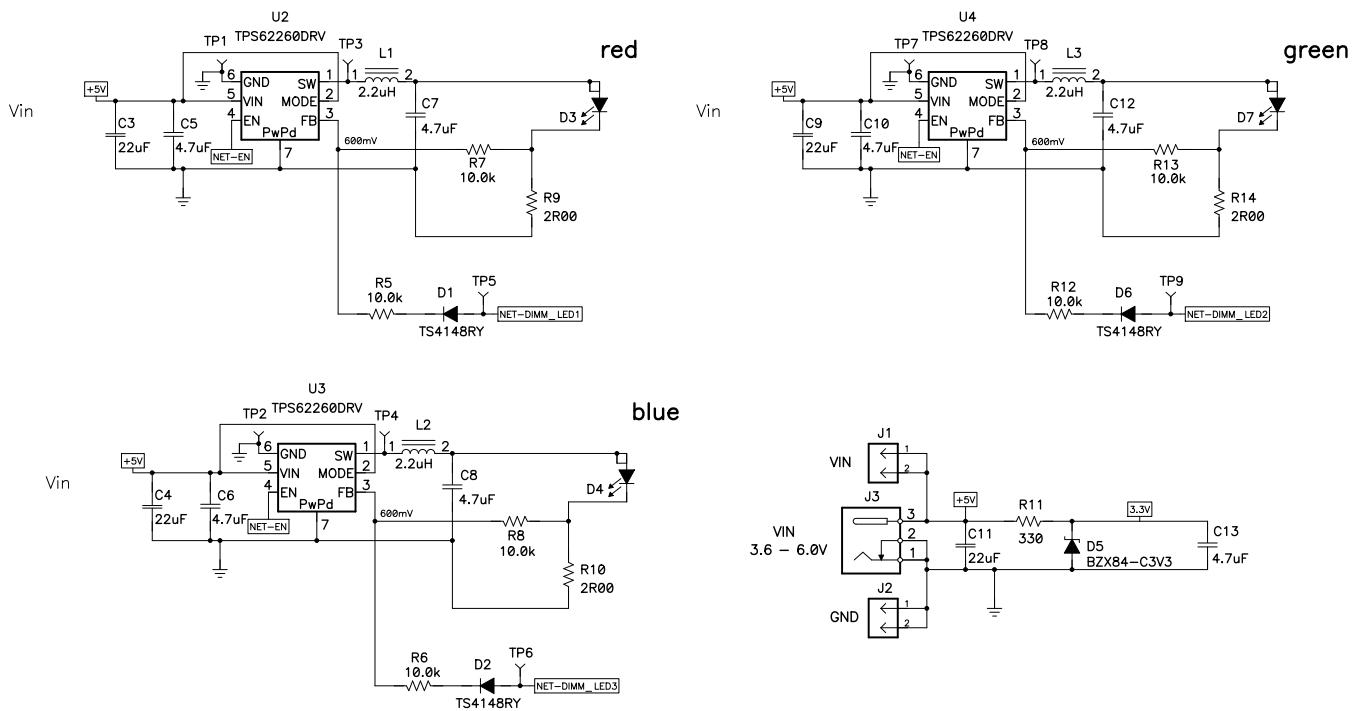 U2
TPS62260DRV
red
TP1
TP3
L1
1
2
2.2uH
6
GND
SW
1
+5V
5
VIN
MODE
2
4
EN
FB
3
PwPd
7
NET-EN
Vin
C3
22uF
C5
4.7uF
C7
4.7uF
D3
600mV
R7
10.0k
R9
2R00
R5
10.0k
D1
TS4148RY
TP5
NET-DIMM_LED1
U4
TPS62260DRV
green
TP7
TP8
L3
1
2
2.2uH
6
GND
SW
1
+5V
5
VIN
MODE
2
4
EN
FB
3
PwPd
7
NET-EN
Vin
C9
22uF
C10
4.7uF
C12
4.7uF
D7
600mV
R13
10.0k
R14
2R00
R12
10.0k
D6
TS4148RY
TP9
NET-DIMM_LED2
U3
TPS62260DRV
blue
TP2
TP4
L2
1
2
2.2uH
6
GND
SW
1
+5V
5
VIN
MODE
2
4
EN
FB
3
PwPd
7
NET-EN
Vin
C4
22uF
C6
4.7uF
C8
4.7uF
D4
600mV
R8
10.0k
R10
2R00
R6
10.0k
D2
TS4148RY
TP6
NET-DIMM_LED3
J1
VIN
1
2
J3
VIN
3.6 – 6.0V
3
2
1
+5V
C11
22uF
R11
330
3.3V
D5
BZX84-C3V3
C13
4.7uF
J2
GND
1
2